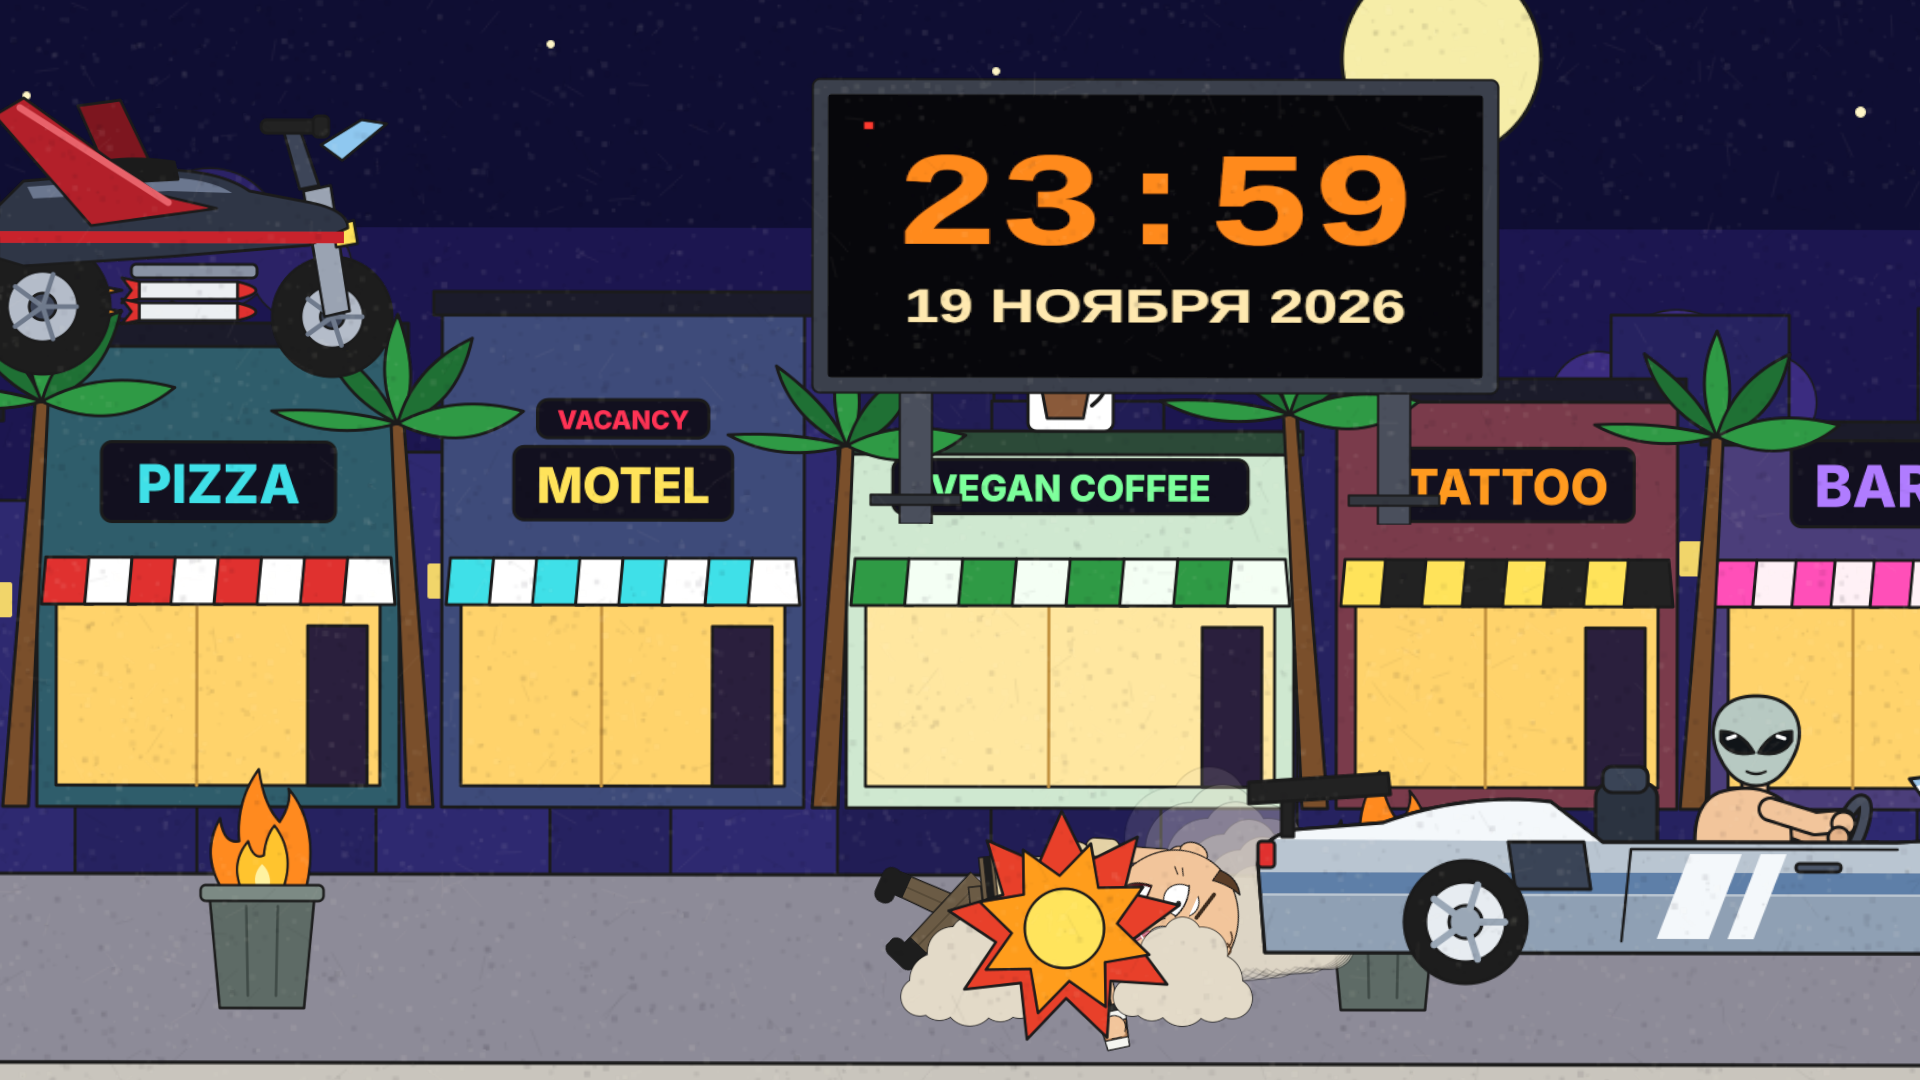 23:59
19 НОЯБРЯ 2026
VACANCY
PIZZA
MOTEL
VEGAN COFFEE
TATTOO
BAR